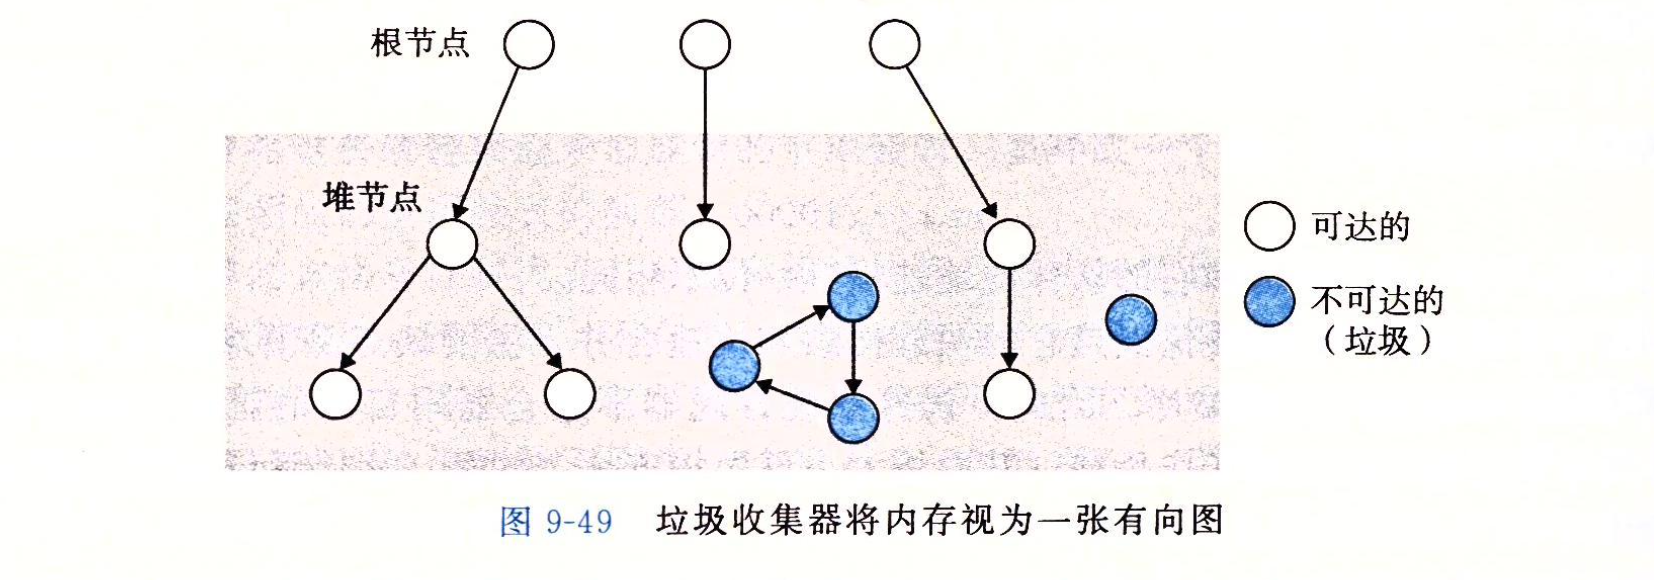 根节点
堆节点
可达的
不可达的
（垃圾）
图 9-49 垃圾收集器将内存视为一张有向图